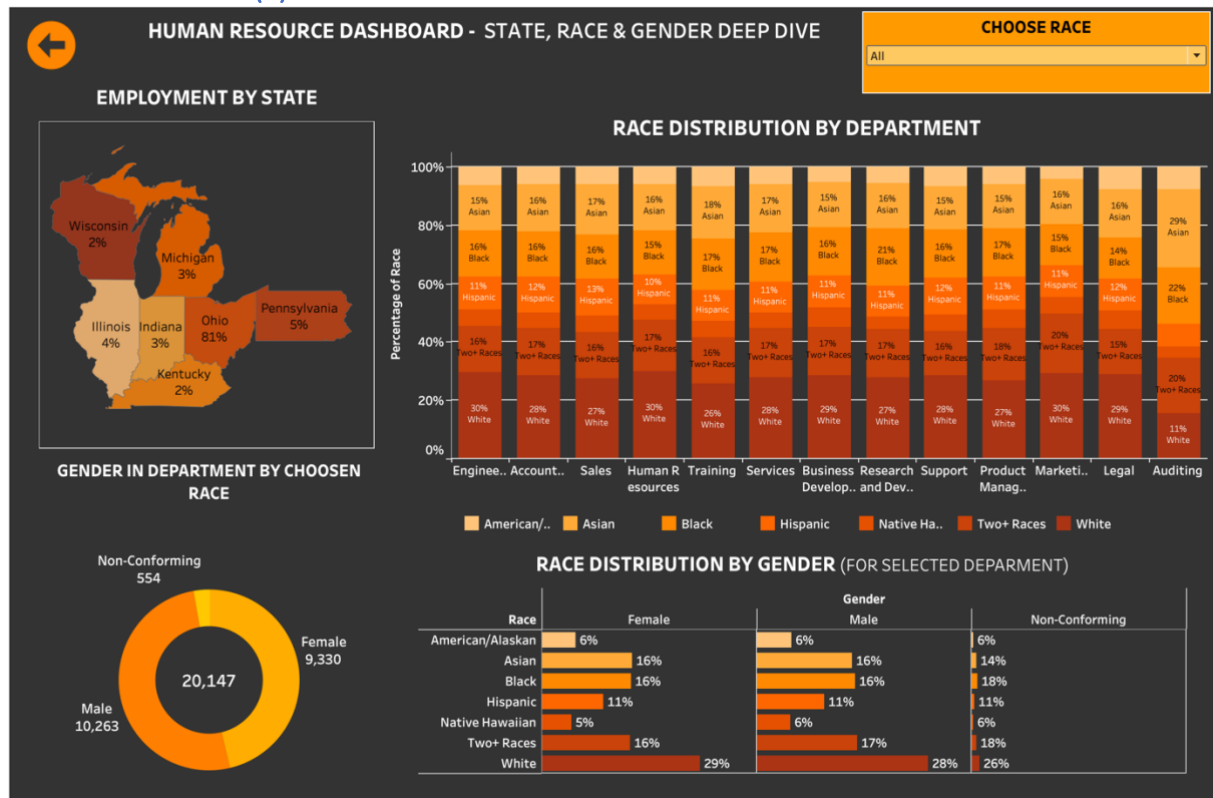 (5)
HUMAN RESOURCE DASHBOARD - STATE, RACE & GENDER DEEP DIVE
CHOOSE RACE
All
EMPLOYMENT BY STATE
Wisconsin
2%
Michigan
3%
Illinois
4%
Indiana
3%
Ohio
81%
Pennsylvania
5%
Kentucky
2%
RACE DISTRIBUTION BY DEPARTMENT
Percentage of Race
100%
80%
60%
40%
20%
0%
15% 16% 17% 16% 18% 17% 15% 16% 15% 15% 16% 16% 29%
Asian Asian Asian Asian Asian Asian Asian Asian Asian Asian Asian Asian Asian
16% 16% 16% 15% 17% 17% 16% 21% 16% 17% 15% 14% 22%
Black Black Black Black Black Black Black Black Black Black Black Black Black
11% 12% 13% 10% 11% 11% 11% 11% 12% 11% 11% 12%
Hispanic Hispanic Hispanic Hispanic Hispanic Hispanic Hispanic Hispanic Hispanic Hispanic Hispanic Hispanic
16% 17% 16% 17% 16% 17% 17% 17% 16% 18% 20% 15% 20%
Two+ Races Two+ Races Two+ Races Two+ Races Two+ Races Two+ Races Two+ Races Two+ Races Two+ Races Two+ Races Two+ Races Two+ Races Two+ Races
30% 28% 27% 30% 26% 28% 29% 27% 28% 27% 30% 29% 11%
White White White White White White White White White White White White White
Enginee.. Account.. Sales Human R Training Services Business Research Support Product Marketi.. Legal Auditing
esources Develop.. and Dev.. Manag..
American/.. Asian Black Hispanic Native Ha.. Two+ Races White
GENDER IN DEPARTMENT BY CHOOSEN
RACE
Non-Conforming
554
Female
9,330
20,147
Male
10,263
RACE DISTRIBUTION BY GENDER (FOR SELECTED DEPARMENT)
Gender
Race Female Male Non-Conforming
American/Alaskan 6% 6% 6%
Asian 16% 16% 14%
Black 16% 16% 18%
Hispanic 11% 11% 11%
Native Hawaiian 5% 6% 6%
Two+ Races 16% 17% 18%
White 29% 28% 26%